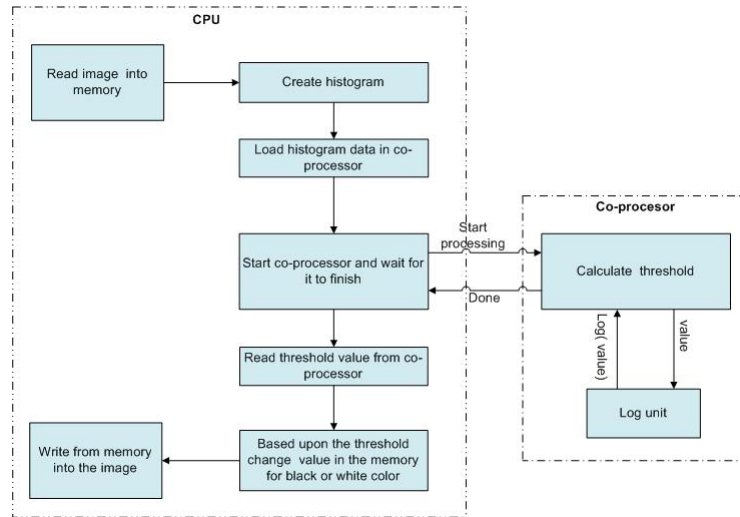 CPU
Read image into
memory
Create histogram
Load histogram data in co-
processor
Start co-processor and wait for
it to finish
Start
processing
Done
Co-procesor
Calculate threshold
Log( value)
value
Log unit
Read threshold value from co-
processor
Based upon the threshold
change value in the memory
for black or white color
Write from memory
into the image